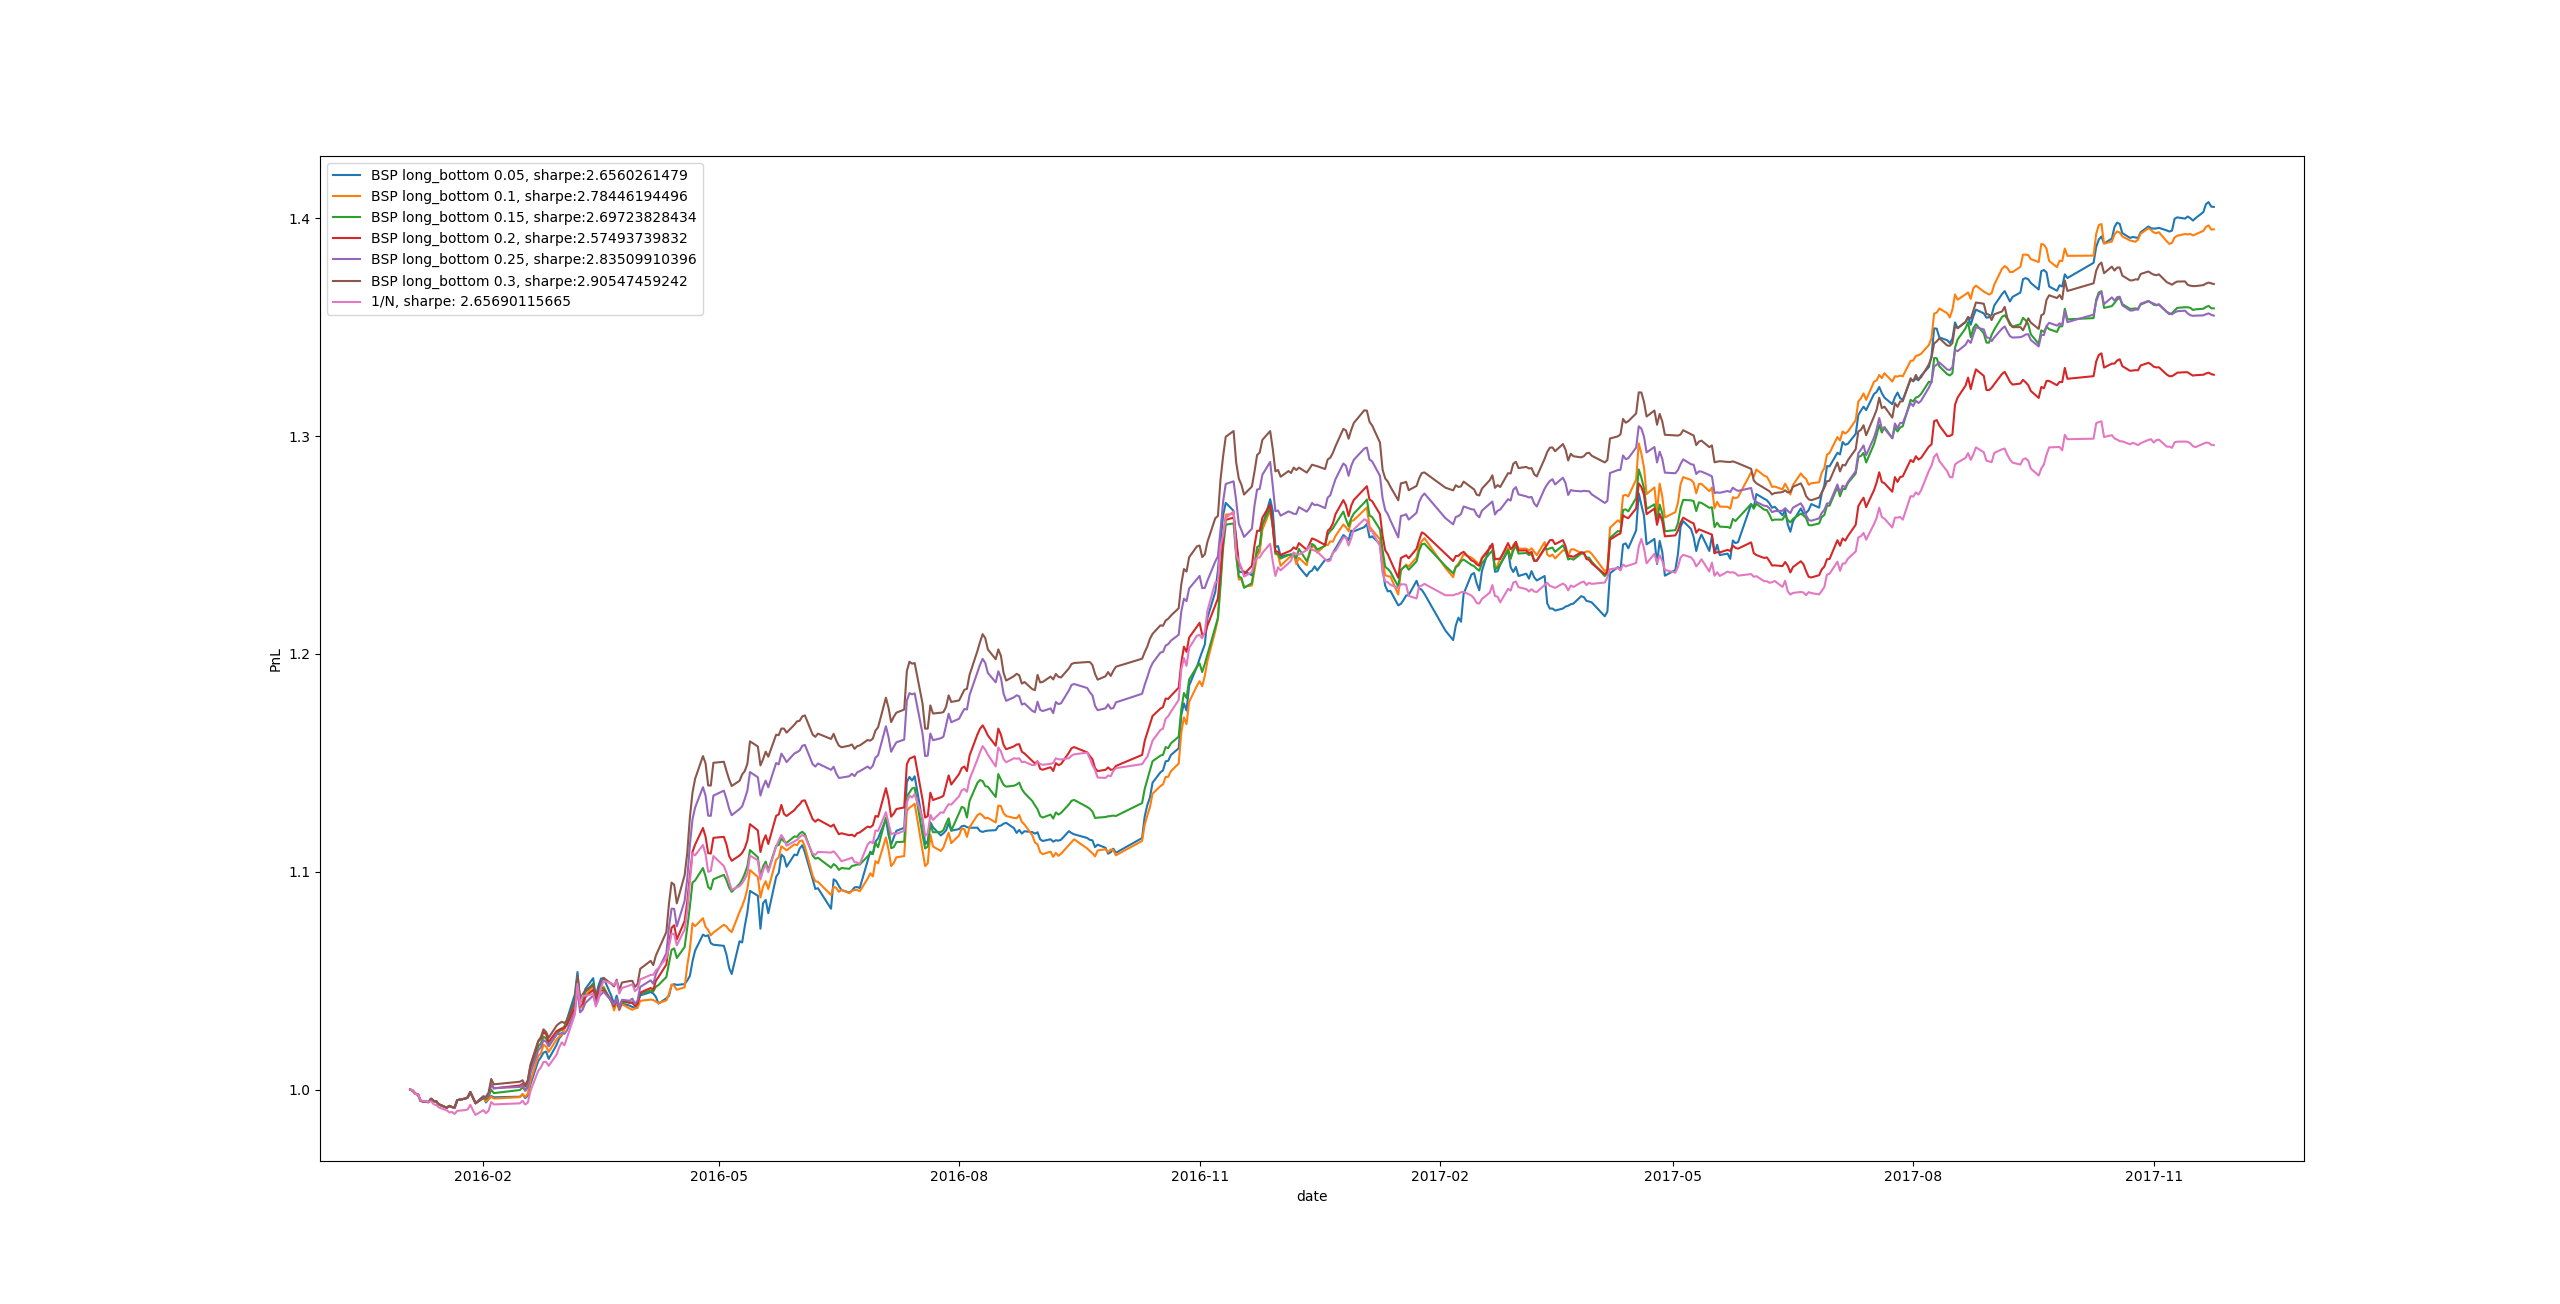 BSP long_bottom 0.05, sharpe:2.6560261479
BSP long_bottom 0.1, sharpe:2.78446194496
BSP long_bottom 0.15, sharpe:2.69723828434
BSP long_bottom 0.2, sharpe:2.57493739832
BSP long_bottom 0.25, sharpe:2.83509910396
BSP long_bottom 0.3, sharpe:2.90547459242
1/N, sharpe: 2.65690115665
1.4
1.3
1.2
1.1
1.0
PnL
2016-02 2016-05 2016-08 2016-11 2017-02 2017-05 2017-08 2017-11
date